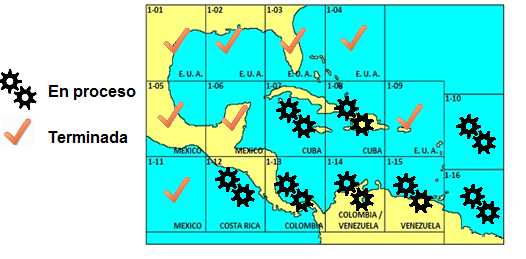 1-01 1-02 1-03 1-04
E. U. A. E. U. A. E. U. A. E. U. A.
En proceso
Terminada
1-05 1-06 1-07 1-08 1-09 1-10
MEXICO MEXICO CUBA CUBA E. U. A.
1-11 1-12 1-13 1-14 1-15 1-16
MEXICO COSTA RICA COLOMBIA COLOMBIA / VENEZUELA VENEZUELA